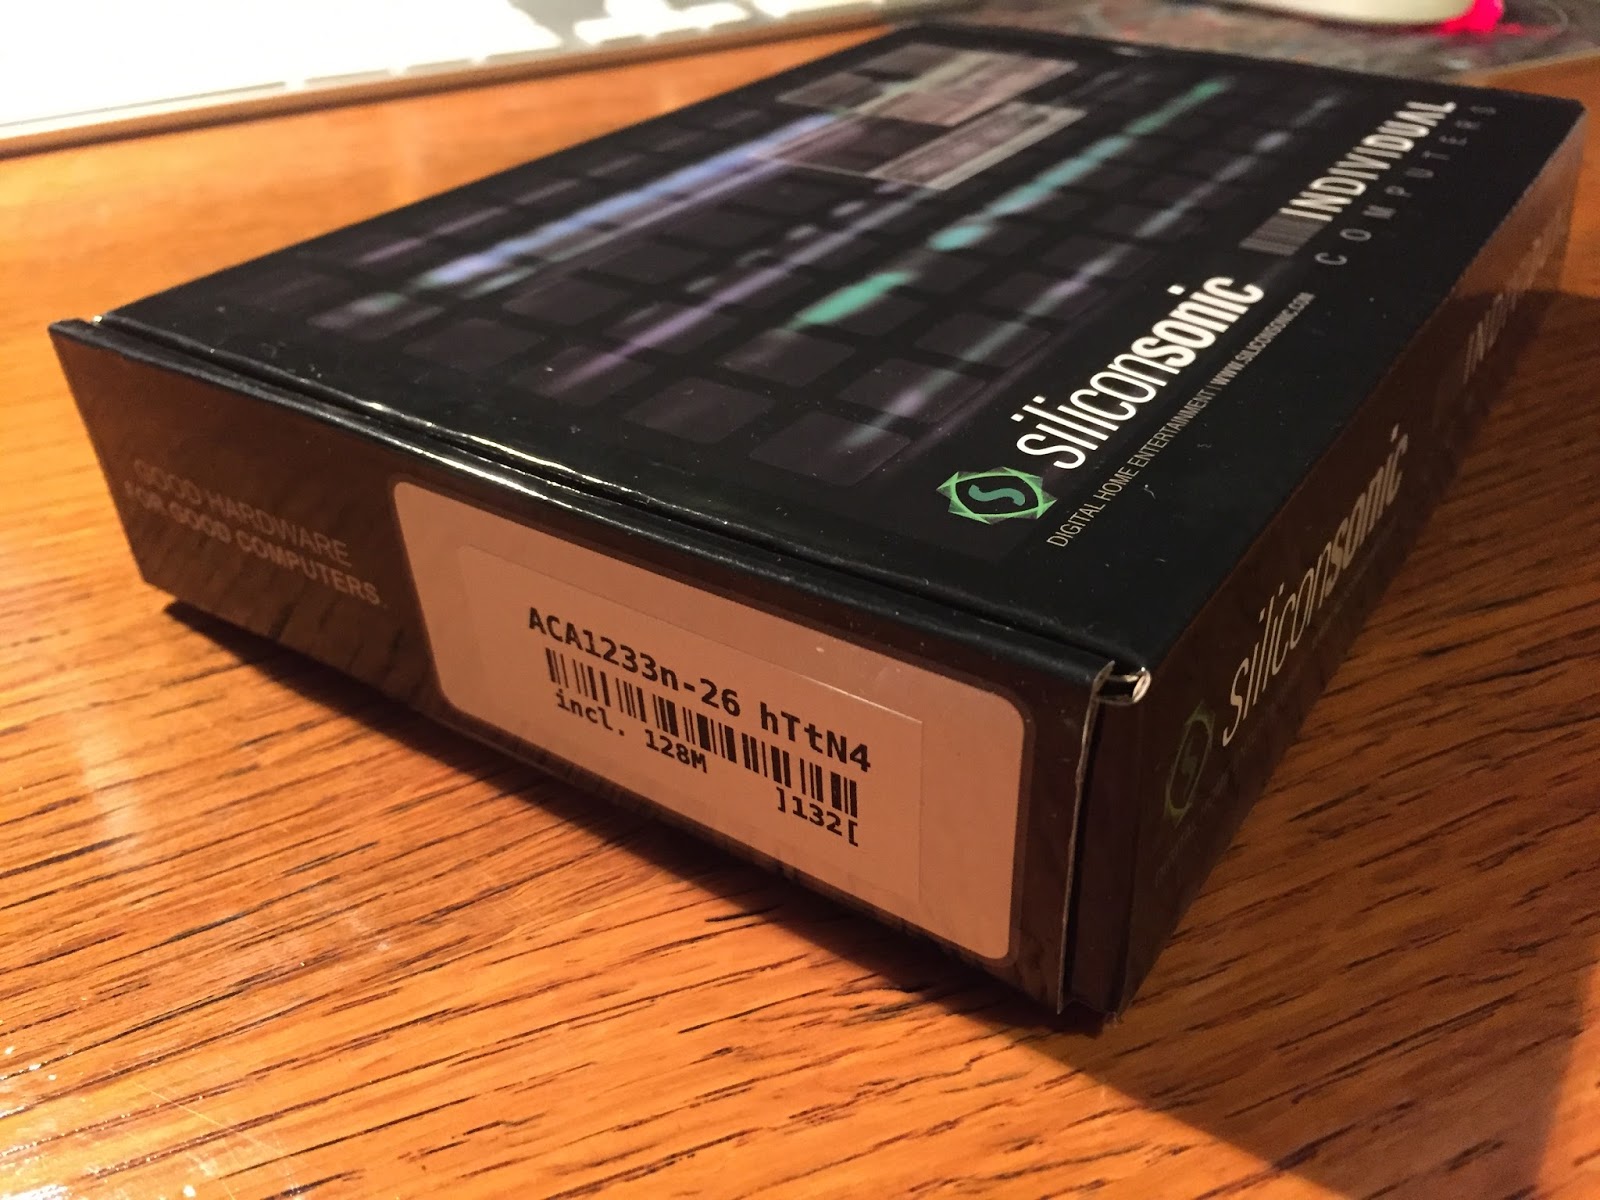 INDIVIDUAL
COMPUTERS
siliconsonic
DIGITAL HOME ENTERTAINMENT | WWW.SILICONSONIC.COM
S
GOOD HARDWARE
FOR GOOD COMPUTERS.
ACA1233n-26 hTtN4
incl. 128M
]132[
siliconsonic
S